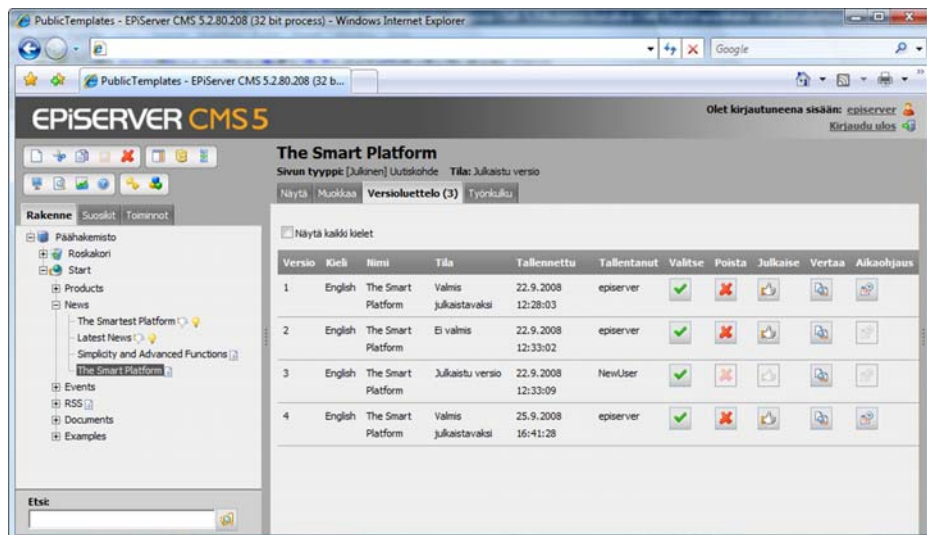 PublicTemplates - EPiServer CMS 5.2.80.208 (32 bit process) - Windows Internet Explorer
Google
PublicTemplates - EPiServer CMS 5.2.80.208 (32 b...
EPiSERVER CMS 5
Olet kirjautuneena sisään: episerver
Kirjaudu ulos
The Smart Platform
Sivun tyyppi: [Julkinen] Uutiskohde Tila: Julkaistu versio
Näytä Muokkaa Versioluettelo (3) Työnkulku
Rakenne Suosikit Toiminnot
Näytä kaikki kielet
Päähakemisto
Roskakori
Start
Products
News
The Smartest Platform
Latest News
Simplicity and Advanced Functions
The Smart Platform
Events
RSS
Documents
Examples
Versio Kieli Nimi Tila Tallennettu Tallentanut Valitse Poista Julkaise Vertaa Aikaohjaus
1 English The Smart Valmis 22.9.2008 episerver
Platform julkaistavaksi 12:28:03
2 English The Smart Ei valmis 22.9.2008 episerver
Platform 12:33:02
3 English The Smart Julkaistu versio 22.9.2008 NewUser
Platform 12:33:09
4 English The Smart Valmis 25.9.2008 episerver
Platform julkaistavaksi 16:41:28
Etsi: